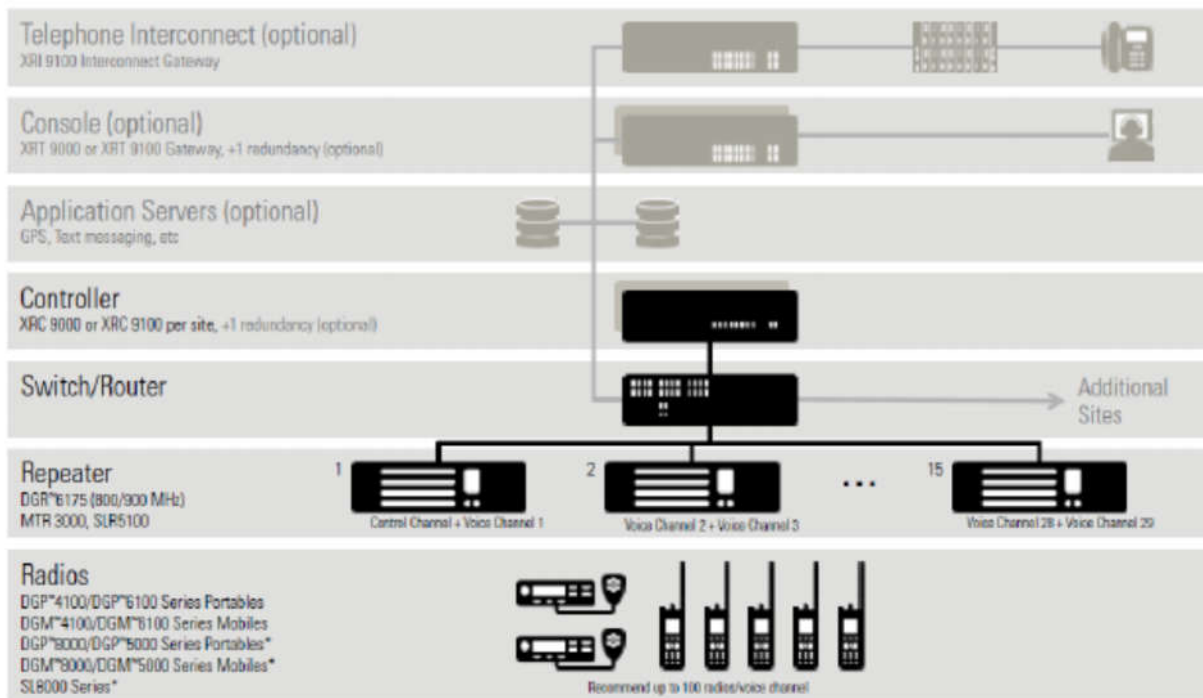 Telephone Interconnect (optional)
XRI 9100 Interconnect Gateway
Console (optional)
XRT 9000 or XRT 9100 Gateway, +1 redundancy (optional)
Application Servers (optional)
GPS, Text messaging, etc
Controller
XRC 9000 or XRC 9100 per site, +1 redundancy (optional)
Switch/Router
Additional
Sites
Repeater
DGR™6175 (800/900 MHz)
MTR 3000, SLR5100
1
Control Channel + Voice Channel 1
2
Voice Channel 2 + Voice Channel 3
...
15
Voice Channel 28 + Voice Channel 29
Radios
DGP™4100/DGP™6100 Series Portables
DGM™4100/DGM™6100 Series Mobiles
DGP™8000/DGP™5000 Series Portables*
DGM™8000/DGM™5000 Series Mobiles*
SL8000 Series*
Recommend up to 100 radios/voice channel